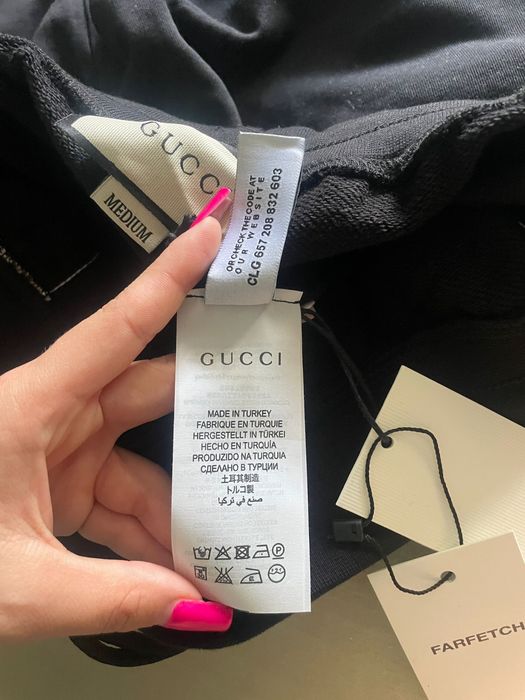 GUCCI
MEDIUM
OR CHECK THE CODE AT
OUR WEBSITE
CLG 657 208 832 603
GUCCI
MADE IN TURKEY
FABRIQUE EN TURQUIE
HERGESTELLT IN TÜRKEI
HECHO EN TURQUÍA
PRODUZIDO NA TURQUIA
СДЕЛАНО В ТУРЦИИ
土耳其制造
トルコ製
صنع في تركيا
FARFETCH